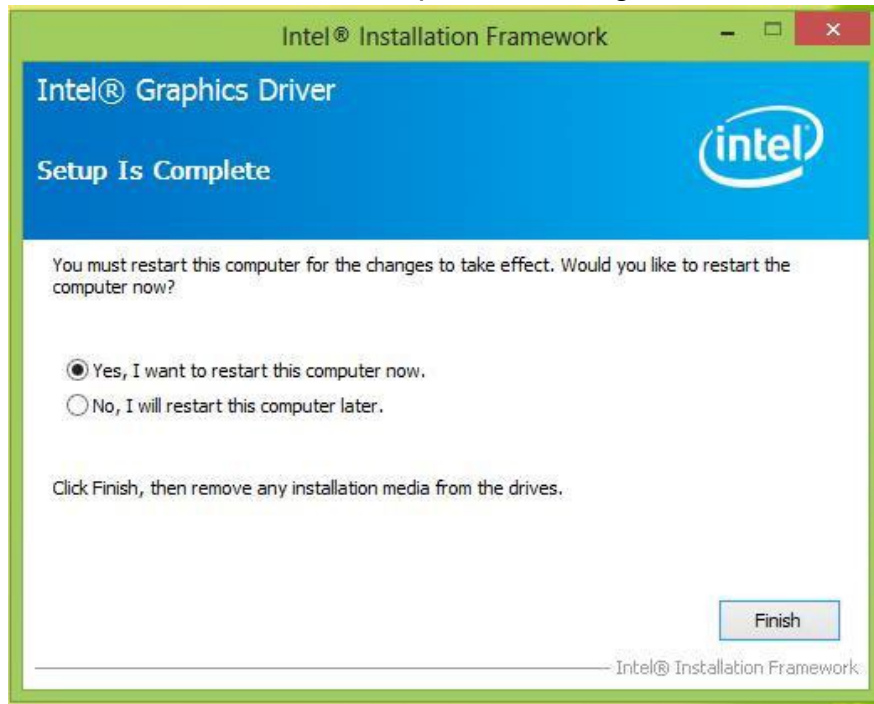 Intel® Installation Framework
Intel® Graphics Driver
intel
Setup Is Complete
You must restart this computer for the changes to take effect. Would you like to restart the
computer now?
Yes, I want to restart this computer now.
No, I will restart this computer later.
Click Finish, then remove any installation media from the drives.
Finish
Intel® Installation Framework